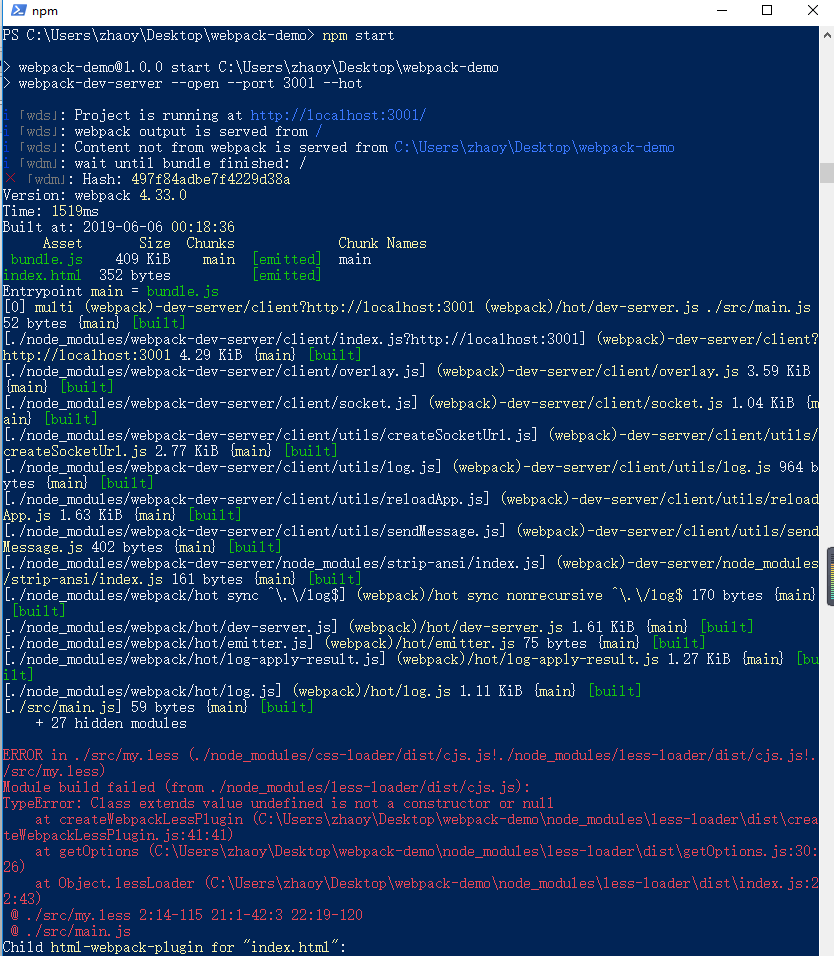 npm
PS C:\Users\zhaoy\Desktop\webpack-demo> npm start
> webpack-demo@1.0.0 start C:\Users\zhaoy\Desktop\webpack-demo
> webpack-dev-server --open --port 3001 --hot
i ｢wds｣: Project is running at http://localhost:3001/
i ｢wds｣: webpack output is served from /
i ｢wds｣: Content not from webpack is served from C:\Users\zhaoy\Desktop\webpack-demo
i ｢wdm｣: wait until bundle finished: /
× ｢wdm｣: Hash: 497f84adbe7f4229d38a
Version: webpack 4.33.0
Time: 1519ms
Built at: 2019-06-06 00:18:36
Asset Size Chunks Chunk Names
bundle.js 409 KiB main [emitted] main
index.html 352 bytes [emitted]
Entrypoint main = bundle.js
[0] multi (webpack)-dev-server/client?http://localhost:3001 (webpack)/hot/dev-server.js ./src/main.js
52 bytes {main} [built]
[./node_modules/webpack-dev-server/client/index.js?http://localhost:3001] (webpack)-dev-server/client?
http://localhost:3001 4.29 KiB {main} [built]
[./node_modules/webpack-dev-server/client/overlay.js] (webpack)-dev-server/client/overlay.js 3.59 KiB
{main} [built]
[./node_modules/webpack-dev-server/client/socket.js] (webpack)-dev-server/client/socket.js 1.04 KiB {m
ain} [built]
[./node_modules/webpack-dev-server/client/utils/createSocketUrl.js] (webpack)-dev-server/client/utils/
createSocketUrl.js 2.77 KiB {main} [built]
[./node_modules/webpack-dev-server/client/utils/log.js] (webpack)-dev-server/client/utils/log.js 964 b
ytes {main} [built]
[./node_modules/webpack-dev-server/client/utils/reloadApp.js] (webpack)-dev-server/client/utils/reload
App.js 1.63 KiB {main} [built]
[./node_modules/webpack-dev-server/client/utils/sendMessage.js] (webpack)-dev-server/client/utils/send
Message.js 402 bytes {main} [built]
[./node_modules/webpack-dev-server/node_modules/strip-ansi/index.js] (webpack)-dev-server/node_modules
/strip-ansi/index.js 161 bytes {main} [built]
[./node_modules/webpack/hot sync ^\.\/log$] (webpack)/hot sync nonrecursive ^\.\/log$ 170 bytes {main}
[built]
[./node_modules/webpack/hot/dev-server.js] (webpack)/hot/dev-server.js 1.61 KiB {main} [built]
[./node_modules/webpack/hot/emitter.js] (webpack)/hot/emitter.js 75 bytes {main} [built]
[./node_modules/webpack/hot/log-apply-result.js] (webpack)/hot/log-apply-result.js 1.27 KiB {main} [bu
ilt]
[./node_modules/webpack/hot/log.js] (webpack)/hot/log.js 1.11 KiB {main} [built]
[./src/main.js] 59 bytes {main} [built]
+ 27 hidden modules
ERROR in ./src/my.less (./node_modules/css-loader/dist/cjs.js!./node_modules/less-loader/dist/cjs.js!.
/src/my.less)
Module build failed (from ./node_modules/less-loader/dist/cjs.js):
TypeError: Class extends value undefined is not a constructor or null
at createWebpackLessPlugin (C:\Users\zhaoy\Desktop\webpack-demo\node_modules\less-loader\dist\crea
teWebpackLessPlugin.js:41:41)
at getOptions (C:\Users\zhaoy\Desktop\webpack-demo\node_modules\less-loader\dist\getOptions.js:30:
26)
at Object.lessLoader (C:\Users\zhaoy\Desktop\webpack-demo\node_modules\less-loader\dist\index.js:2
2:43)
@ ./src/my.less 2:14-115 21:1-42:3 22:19-120
@ ./src/main.js
Child html-webpack-plugin for "index.html":